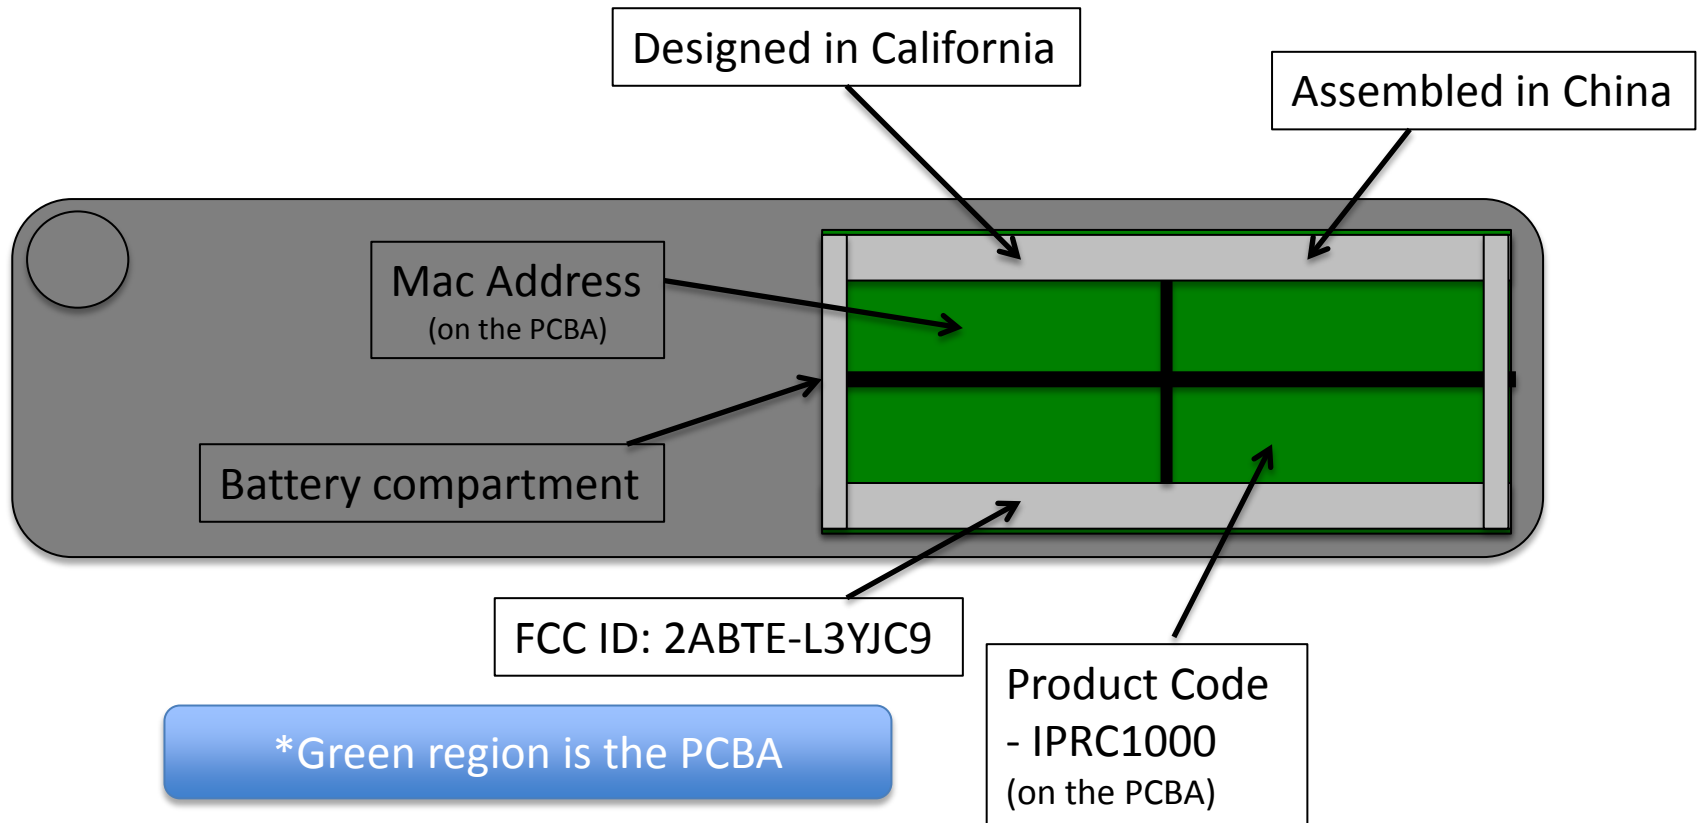 Designed in California
Assembled in China
Mac Address
(on the PCBA)
Battery compartment
FCC ID: 2ABTE-L3YJC9
Product Code
- IPRC1000
(on the PCBA)
*Green region is the PCBA